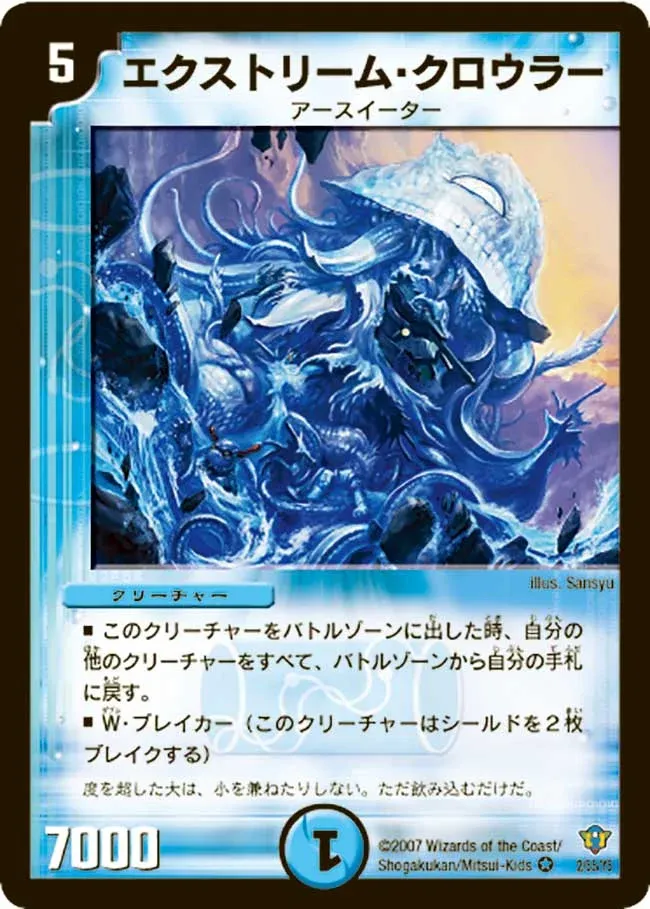 5
エクストリーム・クロウラー
アースイーター
illus. Sansyu
クリーチャー
■ このクリーチャーをバトルゾーンに出した時、自分の
他のクリーチャーをすべて、バトルゾーンから自分の手札
に戻す。
■ W・ブレイカー（このクリーチャーはシールドを２枚
ブレイクする）
度を超した大は、小を兼ねたりしない。ただ飲み込むだけだ。
7000
1
©2007 Wizards of the Coast/
Shogakukan/Mitsui-Kids